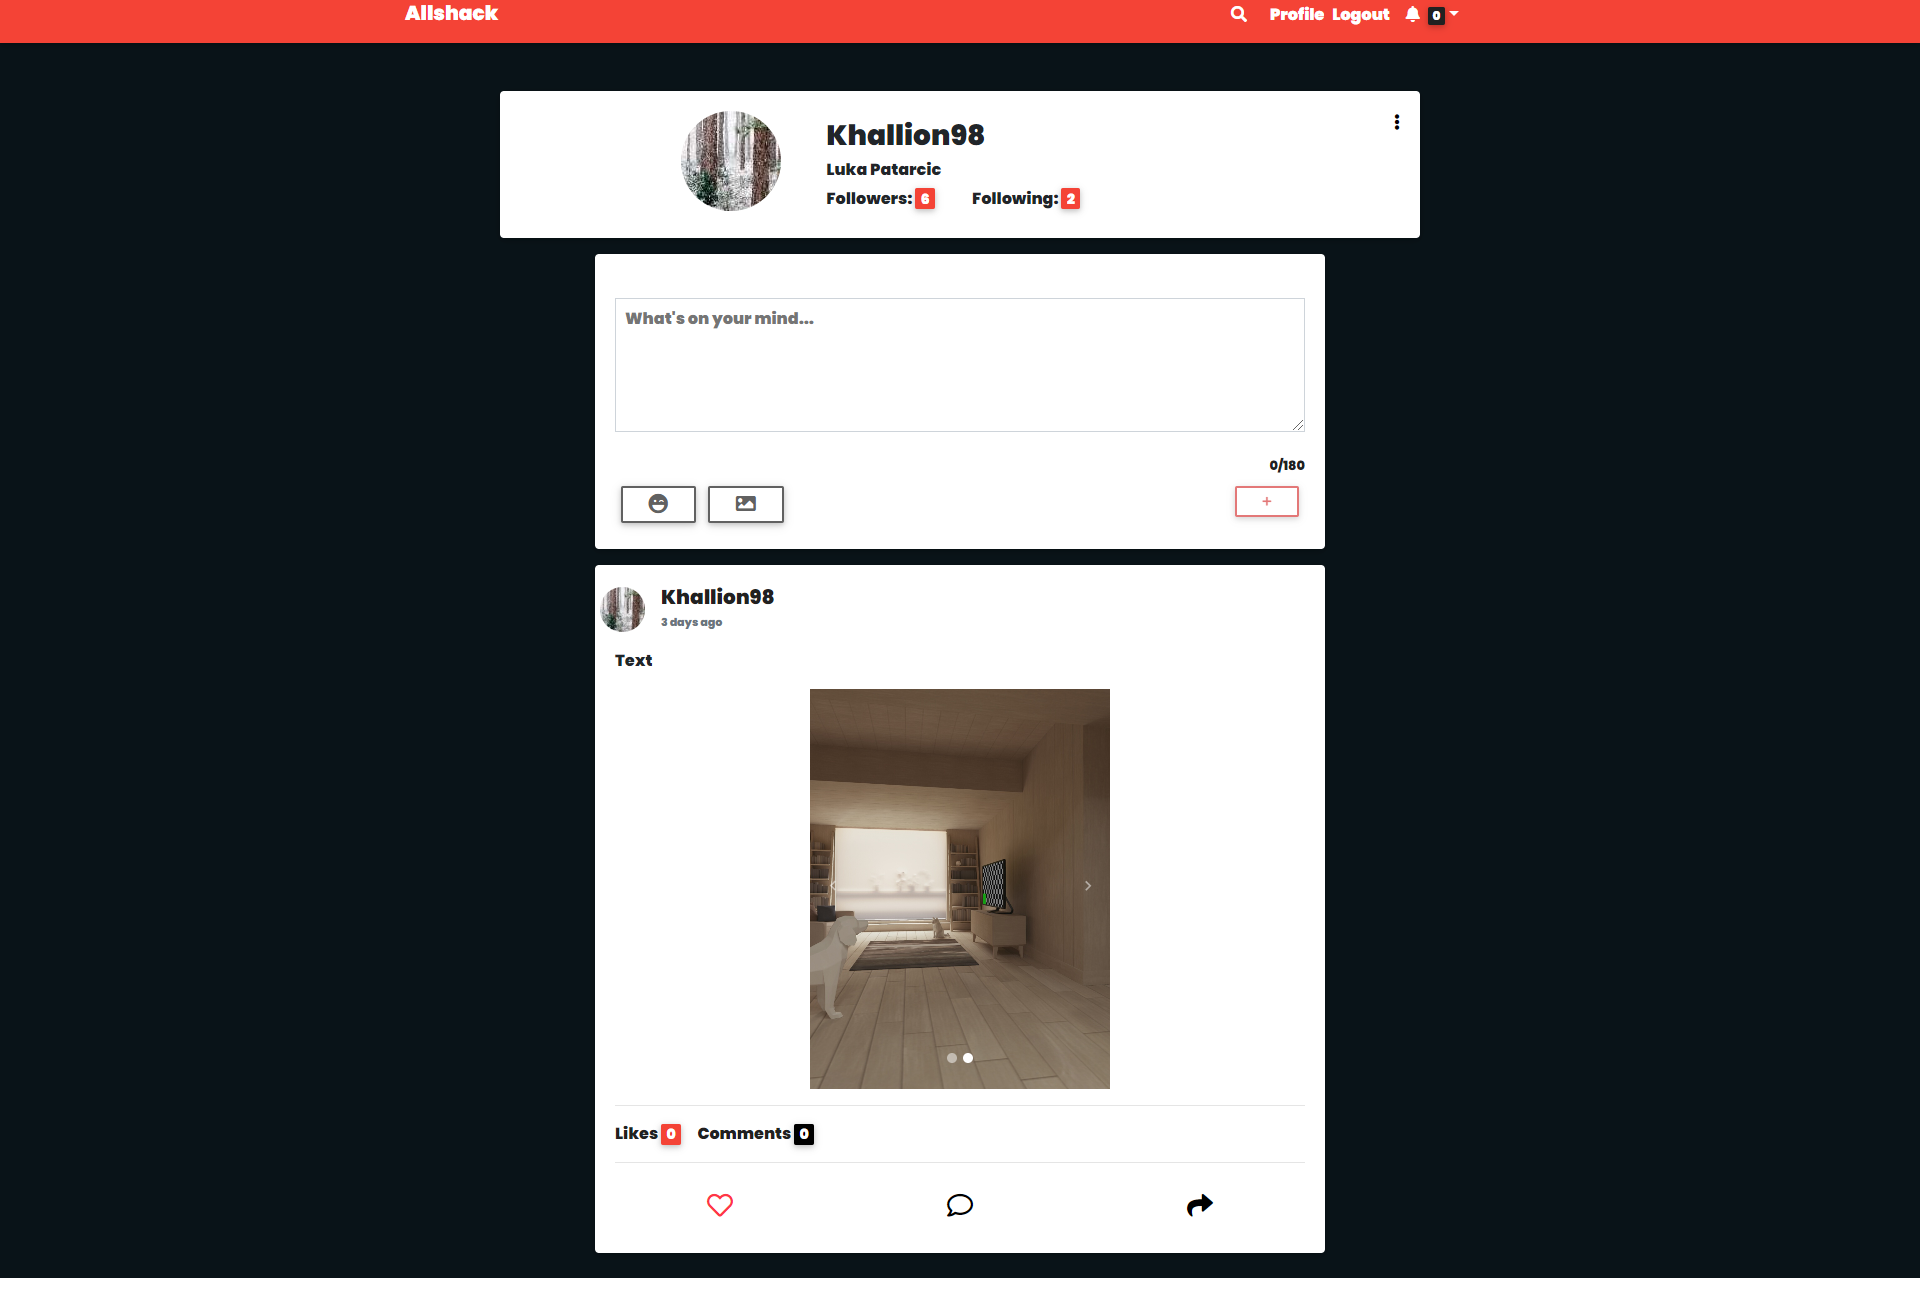 Allshack
Profile Logout 0
Khallion98
Luka Patarcic
Followers: 6 Following: 2
What's on your mind...
0/180
+
Khallion98
3 days ago
Text
Likes 0 Comments 0